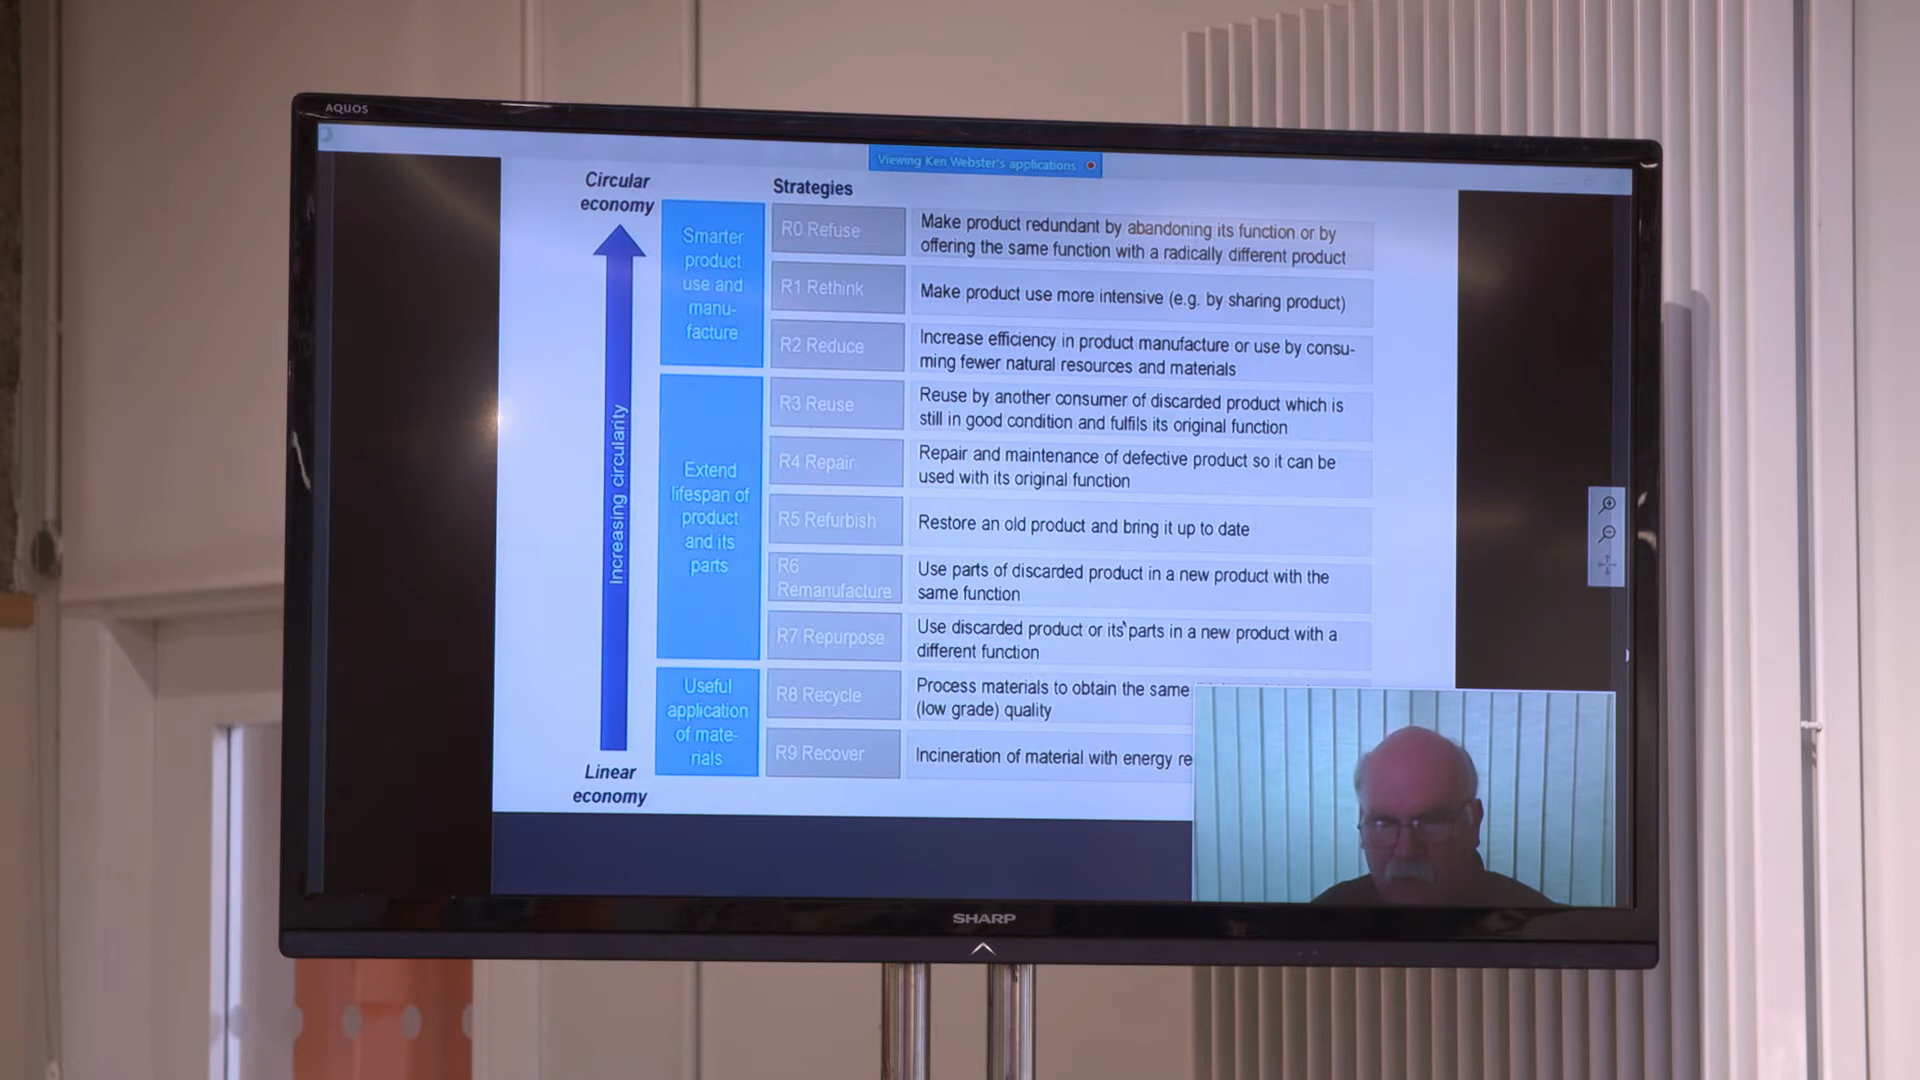 AQUOS
Viewing Ken Webster's applications
Circular
economy
Increasing circularity
Linear
economy
Strategies
Smarter
product
use and
manu-
facture
R0 Refuse
Make product redundant by abandoning its function or by
offering the same function with a radically different product
R1 Rethink
Make product use more intensive (e.g. by sharing product)
R2 Reduce
Increase efficiency in product manufacture or use by consu-
ming fewer natural resources and materials
Extend
lifespan of
product
and its
parts
R3 Reuse
Reuse by another consumer of discarded product which is
still in good condition and fulfils its original function
R4 Repair
Repair and maintenance of defective product so it can be
used with its original function
R5 Refurbish
Restore an old product and bring it up to date
R6
Remanufacture
Use parts of discarded product in a new product with the
same function
R7 Repurpose
Use discarded product or its parts in a new product with a
different function
Useful
application
of mate-
rials
R8 Recycle
Process materials to obtain the same
(low grade) quality
R9 Recover
Incineration of material with energy re
SHARP